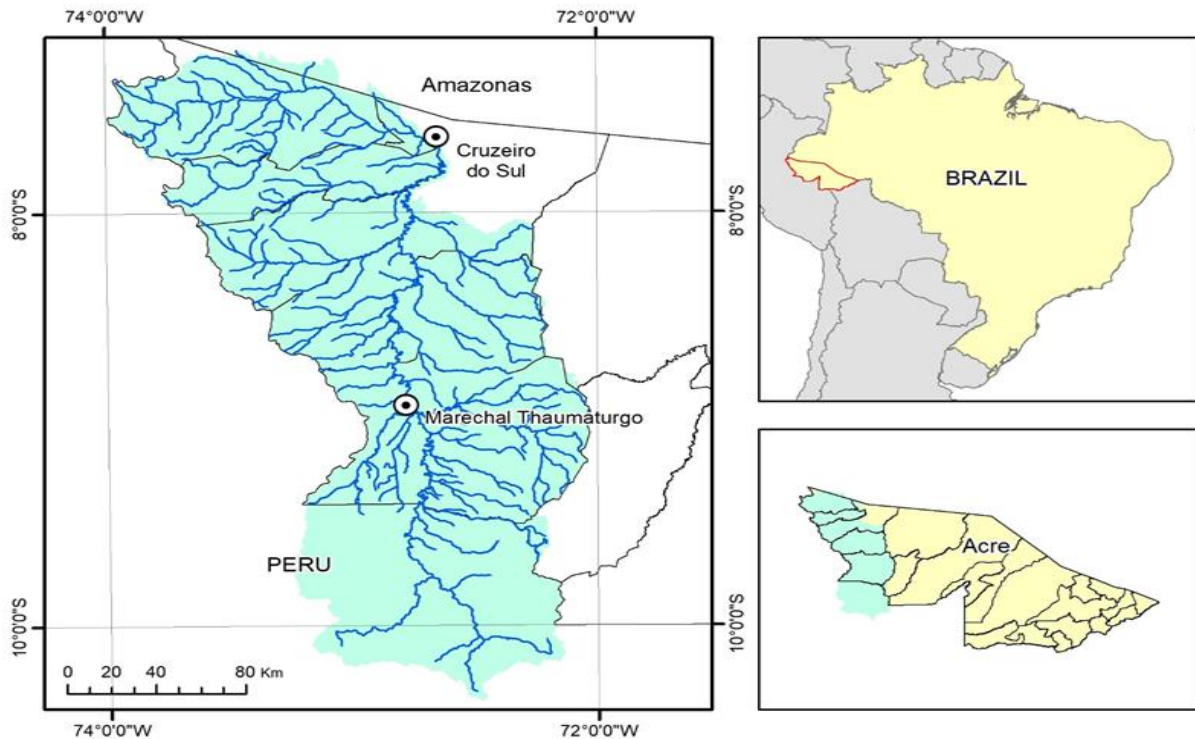 74°0'0"W
72°0'0"W
Amazonas
Cruzeiro
do Sul
8°0'0"S
8°0'0"S
Marechal Thaumaturgo
PERU
10°0'0"S
10°0'0"S
0 20 40 80 Km
74°0'0"W
72°0'0"W
BRAZIL
Acre